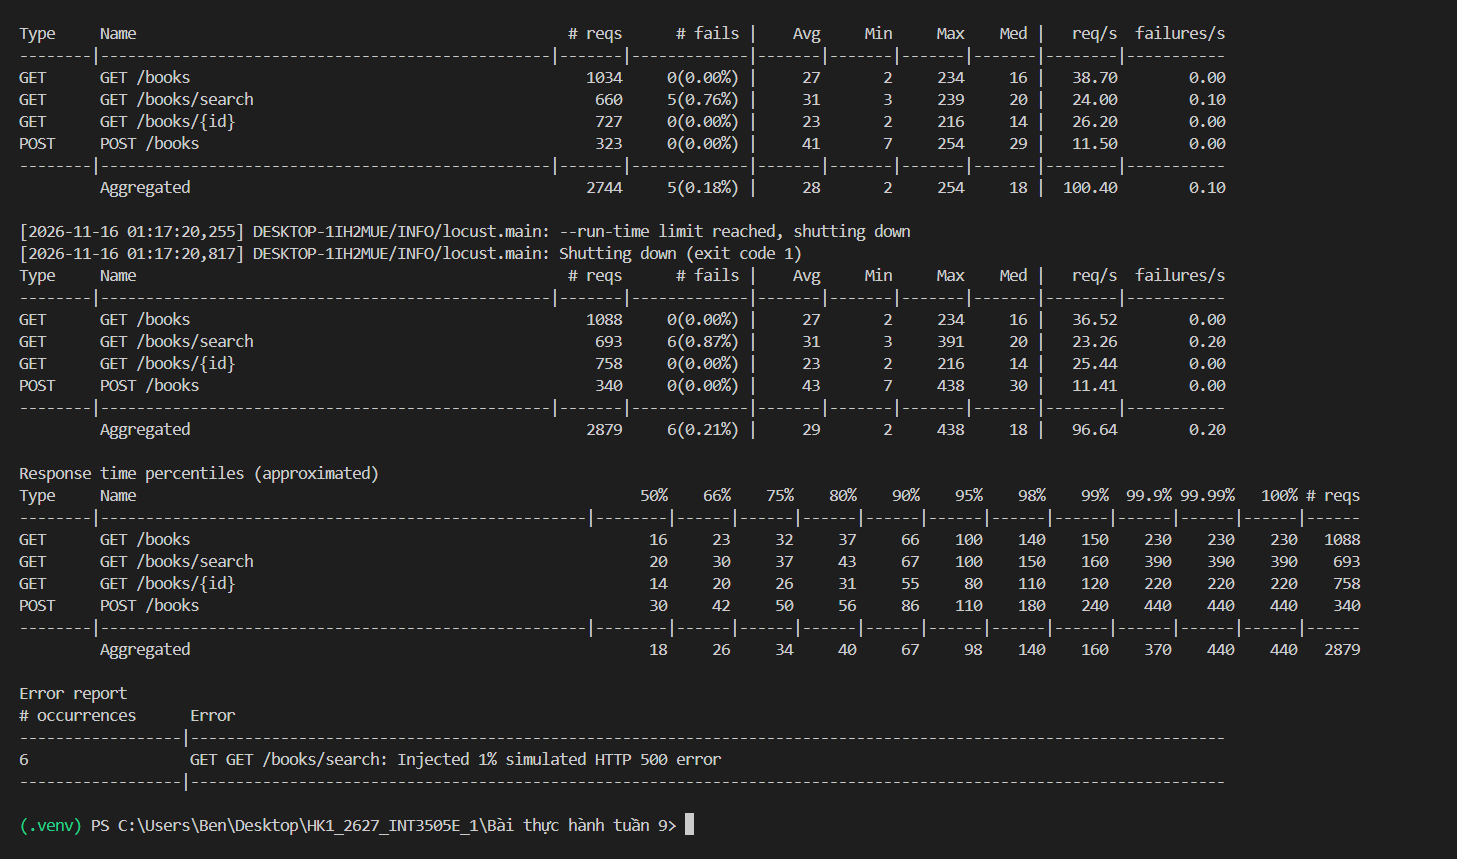 Type     Name                                                # reqs      # fails |    Avg     Min     Max    Med |   req/s  failures/s
--------|--------------------------------------------------|-------|-------------|-------|-------|-------|-------|--------|-----------
GET      GET /books                                            1034     0(0.00%) |     27       2     234     16 |   38.70        0.00
GET      GET /books/search                                      660     5(0.76%) |     31       3     239     20 |   24.00        0.10
GET      GET /books/{id}                                        727     0(0.00%) |     23       2     216     14 |   26.20        0.00
POST     POST /books                                            323     0(0.00%) |     41       7     254     29 |   11.50        0.00
--------|--------------------------------------------------|-------|-------------|-------|-------|-------|-------|--------|-----------
         Aggregated                                            2744     5(0.18%) |     28       2     254     18 |  100.40        0.10
[2026-11-16 01:17:20,255] DESKTOP-1IH2MUE/INFO/locust.main: --run-time limit reached, shutting down
[2026-11-16 01:17:20,817] DESKTOP-1IH2MUE/INFO/locust.main: Shutting down (exit code 1)
Type     Name                                                # reqs      # fails |    Avg     Min     Max    Med |   req/s  failures/s
--------|--------------------------------------------------|-------|-------------|-------|-------|-------|-------|--------|-----------
GET      GET /books                                            1088     0(0.00%) |     27       2     234     16 |   36.52        0.00
GET      GET /books/search                                      693     6(0.87%) |     31       3     391     20 |   23.26        0.20
GET      GET /books/{id}                                        758     0(0.00%) |     23       2     216     14 |   25.44        0.00
POST     POST /books                                            340     0(0.00%) |     43       7     438     30 |   11.41        0.00
--------|--------------------------------------------------|-------|-------------|-------|-------|-------|-------|--------|-----------
         Aggregated                                            2879     6(0.21%) |     29       2     438     18 |   96.64        0.20
Response time percentiles (approximated)
Type     Name                                                        50%    66%    75%    80%    90%    95%    98%    99%  99.9% 99.99%   100% # reqs
--------|------------------------------------------------------|--------|------|------|------|------|------|------|------|------|------|------|------
GET      GET /books                                                   16     23     32     37     66    100    140    150    230    230    230   1088
GET      GET /books/search                                            20     30     37     43     67    100    150    160    390    390    390    693
GET      GET /books/{id}                                              14     20     26     31     55     80    110    120    220    220    220    758
POST     POST /books                                                  30     42     50     56     86    110    180    240    440    440    440    340
--------|------------------------------------------------------|--------|------|------|------|------|------|------|------|------|------|------|------
         Aggregated                                                   18     26     34     40     67     98    140    160    370    440    440   2879
Error report
# occurrences      Error
------------------|-------------------------------------------------------------------------------------------------------------------
6                  GET GET /books/search: Injected 1% simulated HTTP 500 error
------------------|-------------------------------------------------------------------------------------------------------------------
(.venv) PS C:\Users\Ben\Desktop\HK1_2627_INT3505E_1\Bài thực hành tuần 9>